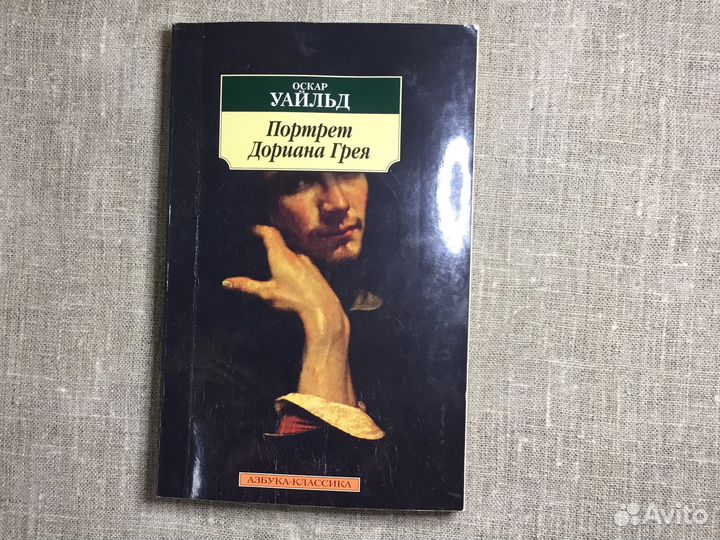 ОСКАР
УАЙЛЬД
Портрет
Дориана Грея
АЗБУКА-КЛАССИКА
Avito